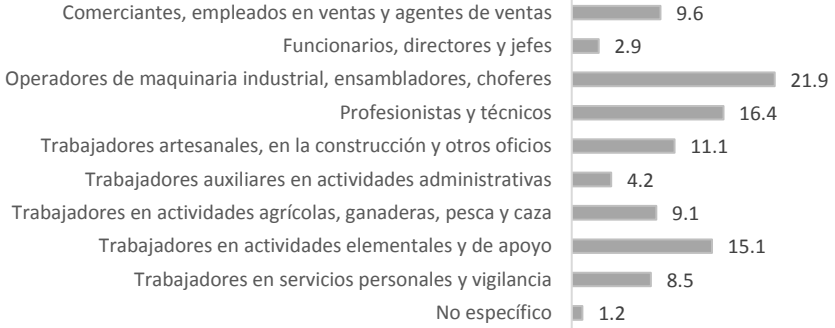 Comerciantes, empleados en ventas y agentes de ventas 9.6
Funcionarios, directores y jefes 2.9
Operadores de maquinaria industrial, ensambladores, choferes 21.9
Profesionistas y técnicos 16.4
Trabajadores artesanales, en la construcción y otros oficios 11.1
Trabajadores auxiliares en actividades administrativas 4.2
Trabajadores en actividades agrícolas, ganaderas, pesca y caza 9.1
Trabajadores en actividades elementales y de apoyo 15.1
Trabajadores en servicios personales y vigilancia 8.5
No específico 1.2